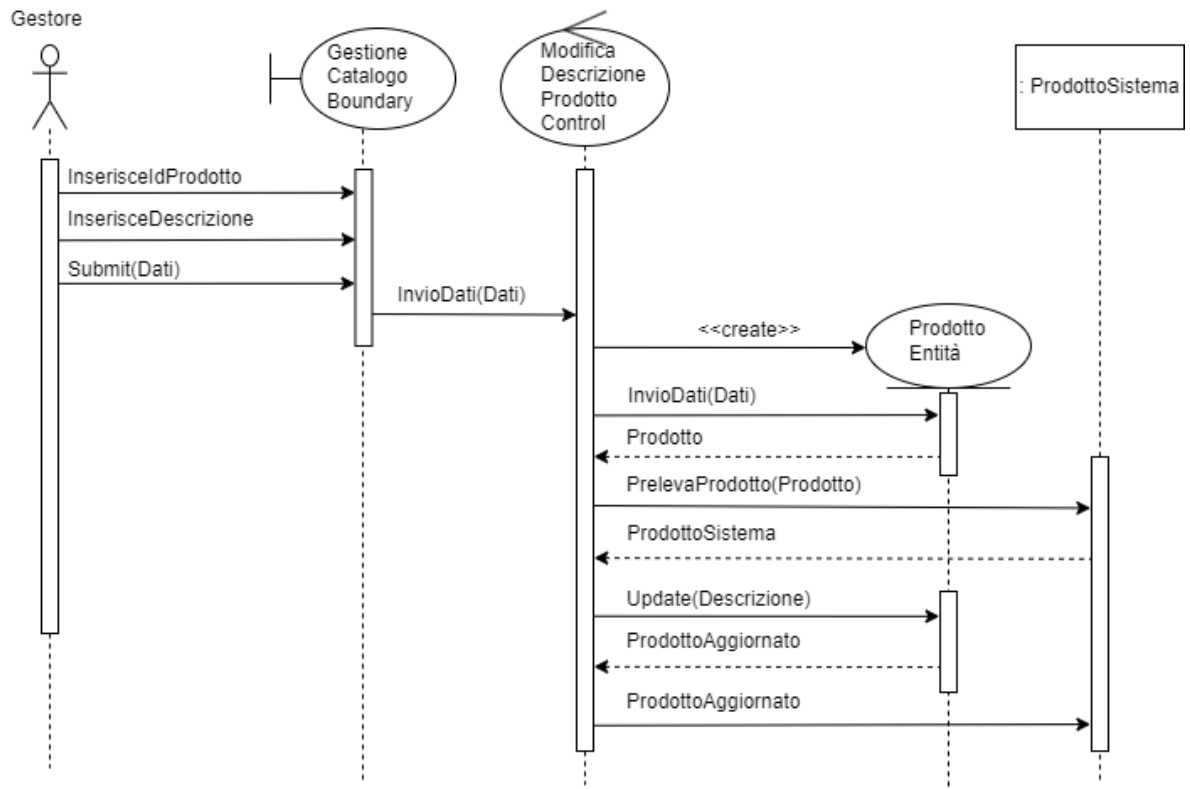 Gestore
Gestione
Catalogo
Boundary
Modifica
Descrizione
Prodotto
Control
: ProdottoSistema
InserisceIdProdotto
InserisceDescrizione
Submit(Dati)
InvioDati(Dati)
<<create>>
Prodotto
Entità
InvioDati(Dati)
Prodotto
PrelevaProdotto(Prodotto)
ProdottoSistema
Update(Descrizione)
ProdottoAggiornato
ProdottoAggiornato